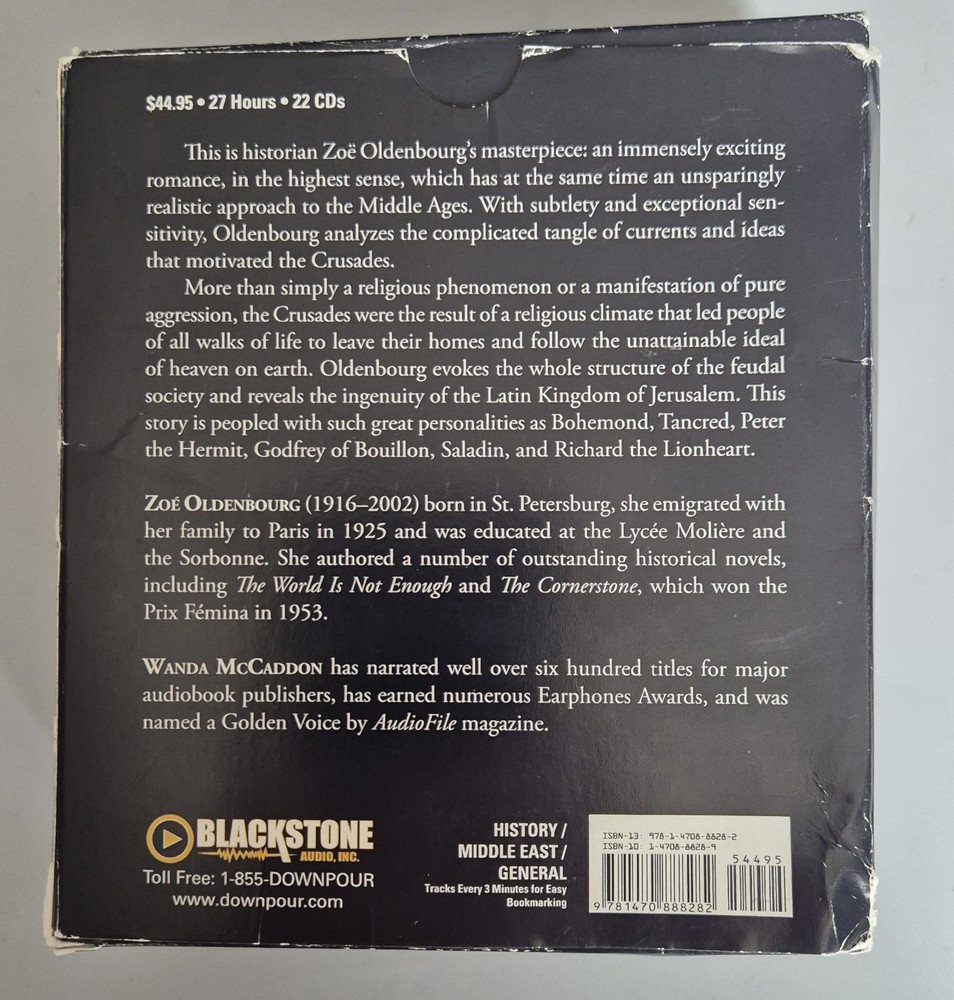 $44.95 • 27 Hours • 22 CDs
This is historian Zoë Oldenbourg's masterpiece: an immensely exciting
romance, in the highest sense, which has at the same time an unsparingly
realistic approach to the Middle Ages. With subtlety and exceptional sen-
sitivity, Oldenbourg analyzes the complicated tangle of currents and ideas
that motivated the Crusades.
More than simply a religious phenomenon or a manifestation of pure
aggression, the Crusades were the result of a religious climate that led people
of all walks of life to leave their homes and follow the unattainable ideal
of heaven on earth. Oldenbourg evokes the whole structure of the feudal
society and reveals the ingenuity of the Latin Kingdom of Jerusalem. This
story is peopled with such great personalities as Bohemond, Tancred, Peter
the Hermit, Godfrey of Bouillon, Saladin, and Richard the Lionheart.
ZOÉ OLDENBOURG (1916–2002) born in St. Petersburg, she emigrated with
her family to Paris in 1925 and was educated at the Lycée Molière and
the Sorbonne. She authored a number of outstanding historical novels,
including The World Is Not Enough and The Cornerstone, which won the
Prix Fémina in 1953.
WANDA MCCADDON has narrated well over six hundred titles for major
audiobook publishers, has earned numerous Earphones Awards, and was
named a Golden Voice by AudioFile magazine.
BLACKSTONE
AUDIO, INC.
Toll Free: 1-855-DOWNPOUR
www.downpour.com
HISTORY /
MIDDLE EAST /
GENERAL
Tracks Every 3 Minutes for Easy
Bookmarking
ISBN-13: 978-1-4708-8828-2
ISBN-10: 1-4708-8828-9
54495
9 781470 888282